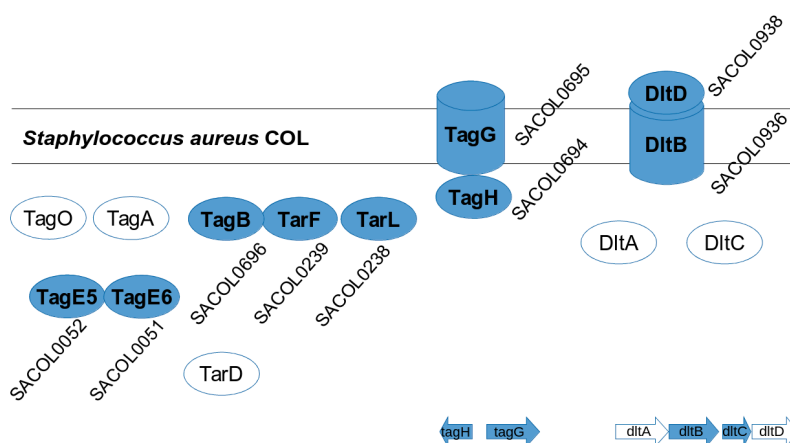 SACOL0938
DltD
SACOL0695
Staphylococcus aureus COL
TagG
DltB
SACOL0936
SACOL0694
TagH
TagO
TagA
TagB
TarF
TarL
DltA
DltC
SACOL0696
SACOL0239
SACOL0238
TagE5
TagE6
SACOL0052
SACOL0051
TarD
tagH
tagG
dltA
dltB
dltC
dltD